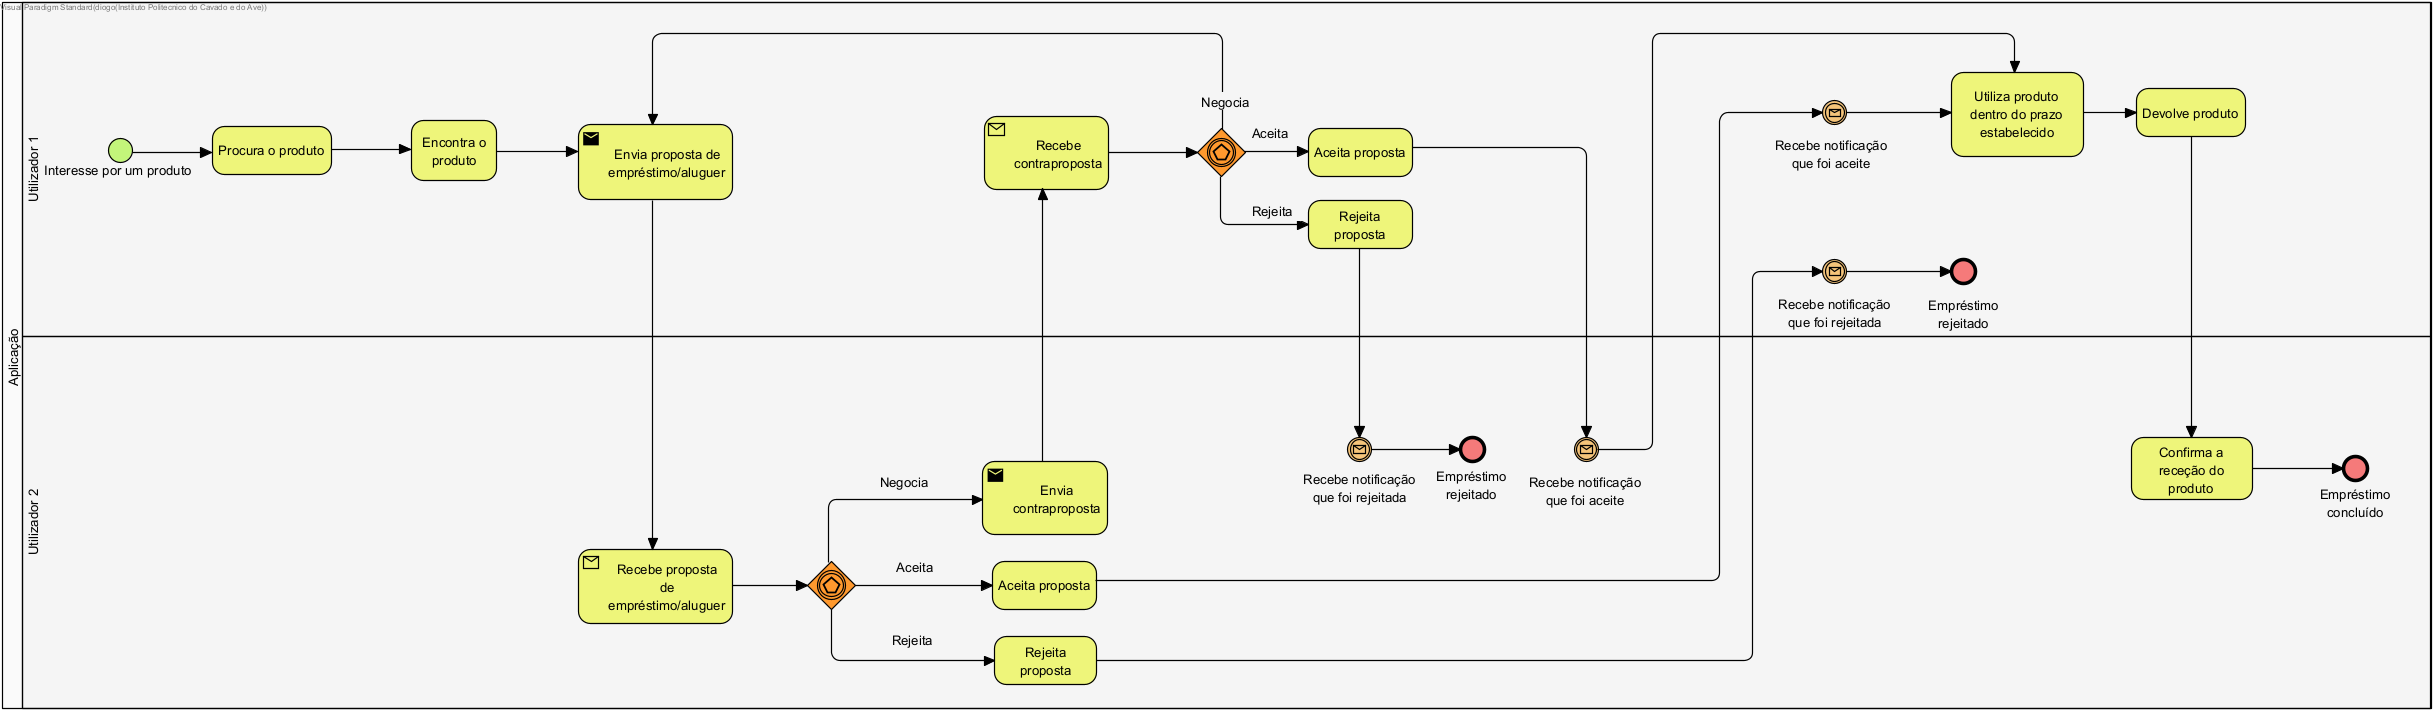 Visual Paradigm Standard(diogo(Instituto Politecnico do Cavado e do Ave))
Aplicação
Utilizador 1
Interesse por um produto
Procura o produto
Encontra o
produto
Envia proposta de
empréstimo/aluguer
Recebe
contraproposta
Negocia
Aceita
Rejeita
Aceita proposta
Rejeita
proposta
Recebe notificação
que foi aceite
Utiliza produto
dentro do prazo
estabelecido
Devolve produto
Recebe notificação
que foi rejeitada
Empréstimo
rejeitado
Utilizador 2
Recebe proposta
de
empréstimo/aluguer
Negocia
Aceita
Rejeita
Envia
contraproposta
Aceita proposta
Rejeita
proposta
Recebe notificação
que foi rejeitada
Empréstimo
rejeitado
Recebe notificação
que foi aceite
Confirma a
receção do
produto
Empréstimo
concluído